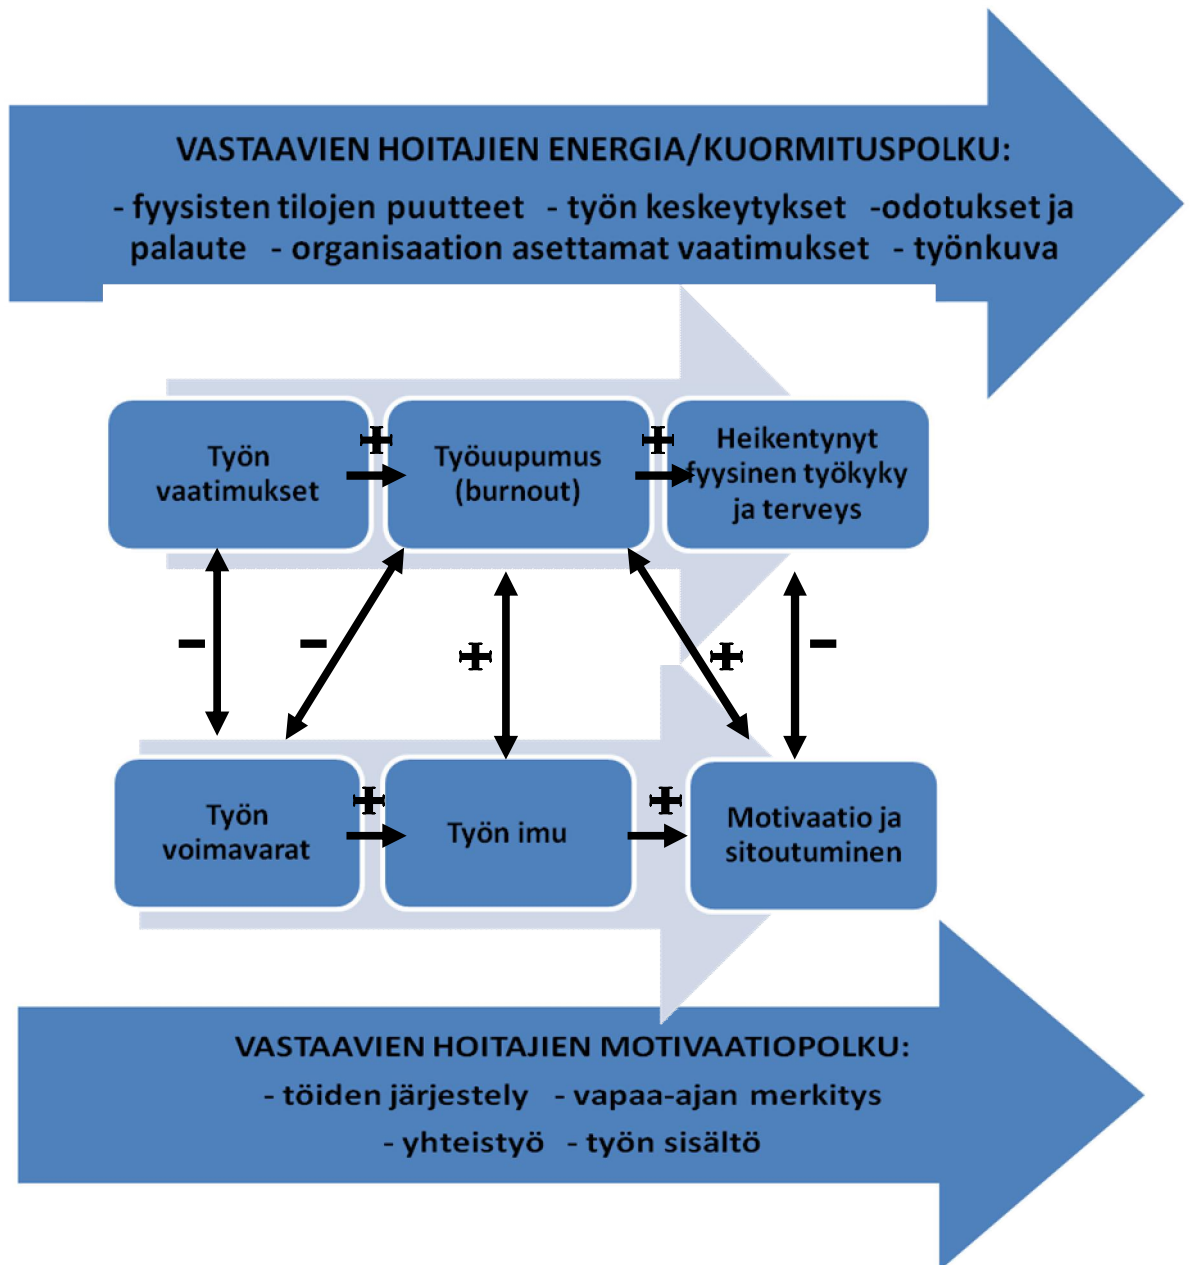 VASTAAVIEN HOITAJIEN ENERGIA/KUORMITUSPOLKU:
- fyysisten tilojen puutteet - työn keskeytykset -odotukset ja
palaute - organisaation asettamat vaatimukset - työnkuva
Työn
vaatimukset
+
Työuupumus
(burnout)
+
Heikentynyt
fyysinen työkyky
ja terveys
–
–
+
+
–
Työn
voimavarat
+
Työn imu
+
Motivaatio ja
sitoutuminen
VASTAAVIEN HOITAJIEN MOTIVAATIOPOLKU:
- töiden järjestely - vapaa-ajan merkitys
- yhteistyö - työn sisältö